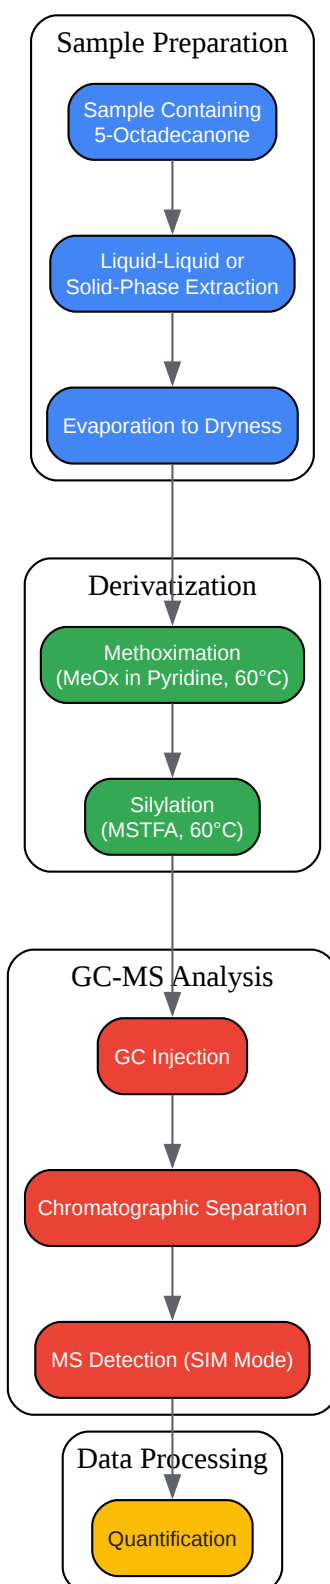 Sample Preparation
Sample Containing
5-Octadecanone
Liquid-Liquid or
Solid-Phase Extraction
Evaporation to Dryness
Derivatization
Methoximation
(MeOx in Pyridine, 60°C)
Silylation
(MSTFA, 60°C)
GC-MS Analysis
GC Injection
Chromatographic Separation
MS Detection (SIM Mode)
Data Processing
Quantification